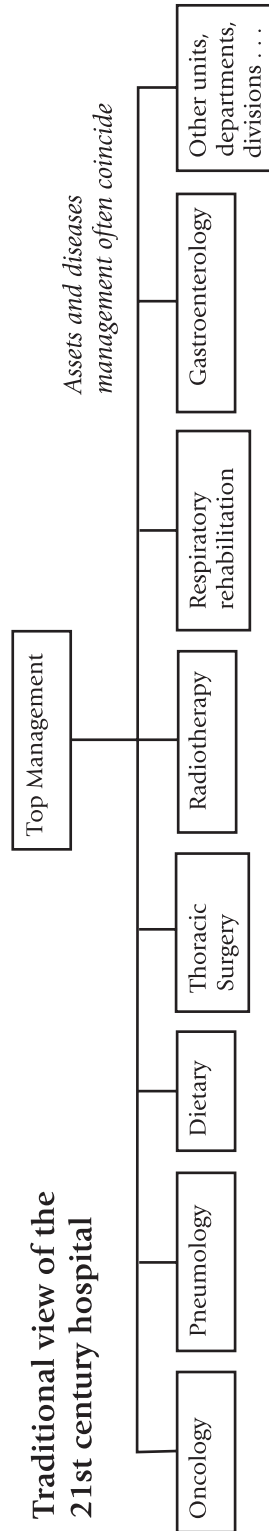 Traditional view of the
21st century hospital
Top Management
Assets and diseases
management often coincide
Oncology
Pneumology
Dietary
Thoracic
Surgery
Radiotherapy
Respiratory
rehabilitation
Gastroenterology
Other units,
departments,
divisions . . .